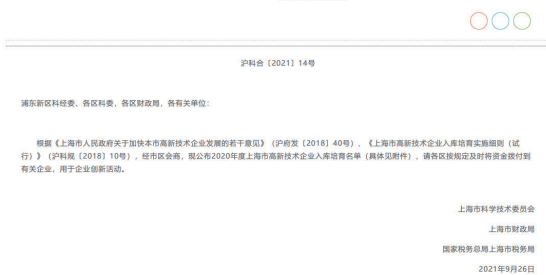 沪科合〔2021〕14号
浦东新区科经委，各区科委，各区财政局，各有关单位：
根据《上海市人民政府关于加快本市高新技术企业发展的若干意见》（沪府发〔2018〕40号）、《上海市高新技术企业入库培育实施细则（试
行）》（沪科规〔2018〕10号），经市区会商，现公布2020年度上海市高新技术企业入库培育名单（具体见附件），请各区按规定及时将资金拨付到
有关企业，用于企业创新活动。
上海市科学技术委员会
上海市财政局
国家税务总局上海市税务局
2021年9月26日